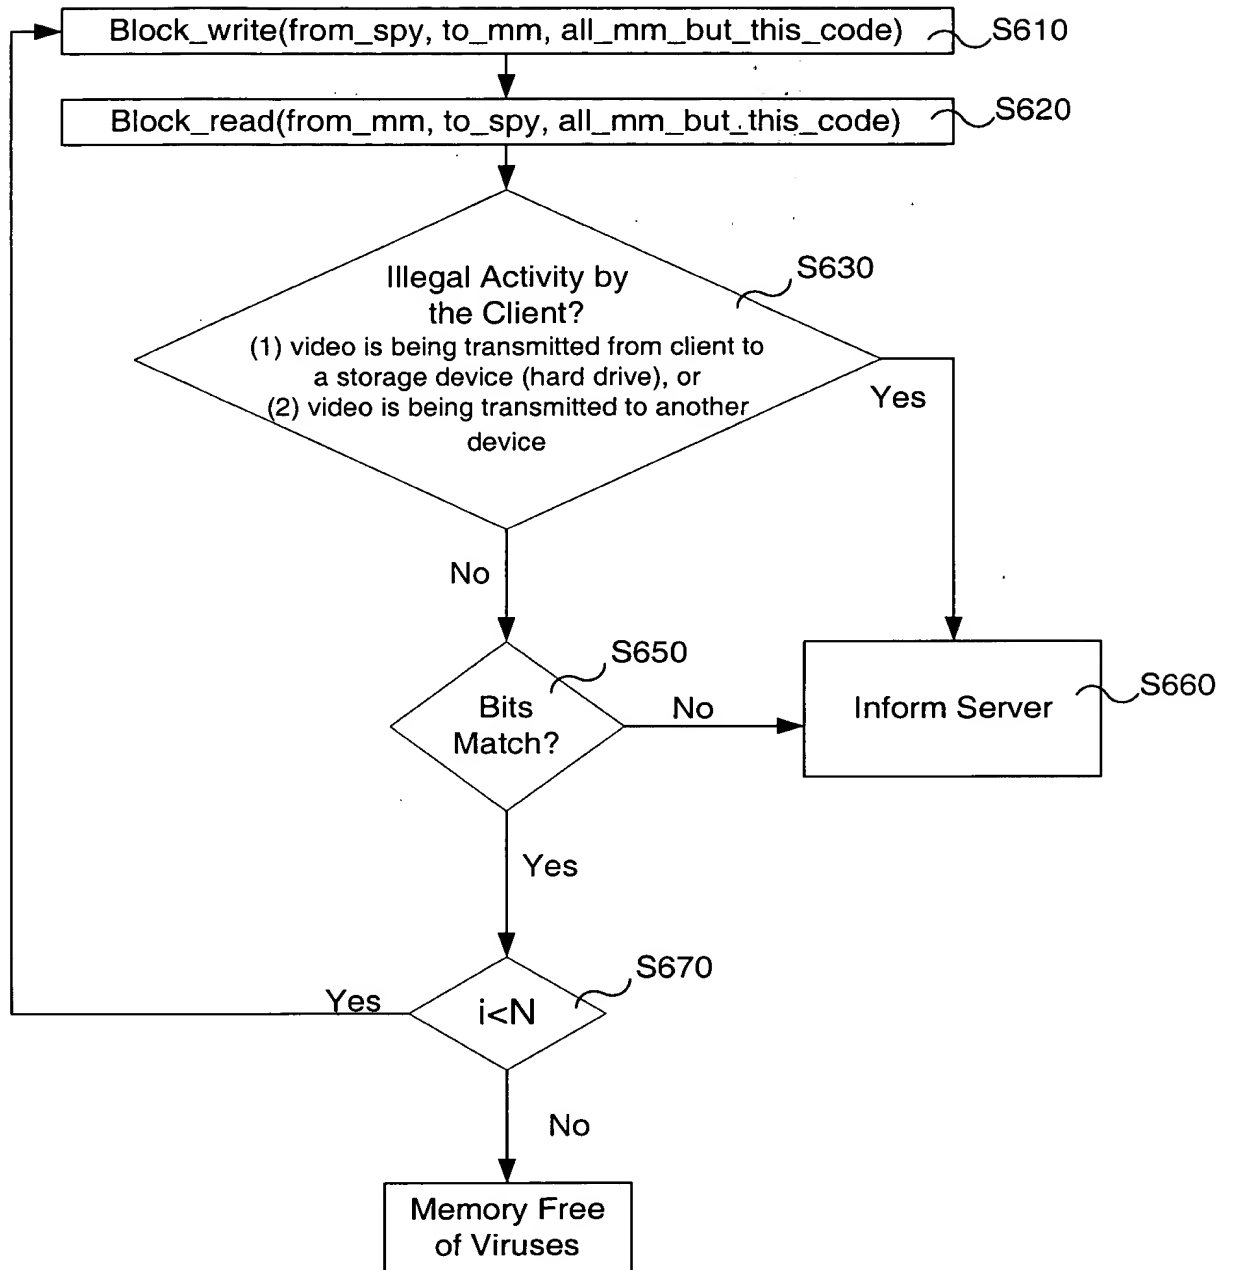 Block_write(from_spy, to_mm, all_mm_but_this_code)
S610
Block_read(from_mm, to_spy, all_mm_but_this_code)
S620
S630
Illegal Activity by
the Client?
(1) video is being transmitted from client to
a storage device (hard drive), or
(2) video is being transmitted to another
device
Yes
No
S650
Bits
Match?
No
Inform Server
S660
Yes
S670
i<N
Yes
No
Memory Free
of Viruses